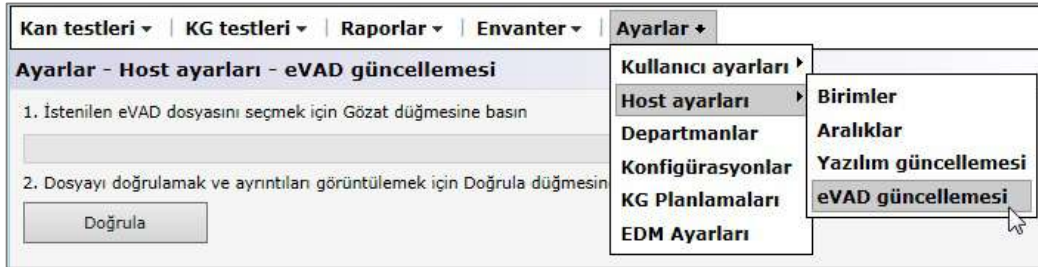 Kan testleri | KG testleri | Raporlar | Envanter | Ayarlar
Ayarlar - Host ayarları - eVAD güncellemesi
1. İstenilen eVAD dosyasını seçmek için Gözat düğmesine basın
2. Dosyayı doğrulamak ve ayrıntıları görüntülemek için Doğrula düğmesin
Doğrula
Kullanıcı ayarları
Host ayarları
Departmanlar
Konfigürasyonlar
KG Planlamaları
EDM Ayarları
Birimler
Aralıklar
Yazılım güncellemesi
eVAD güncellemesi